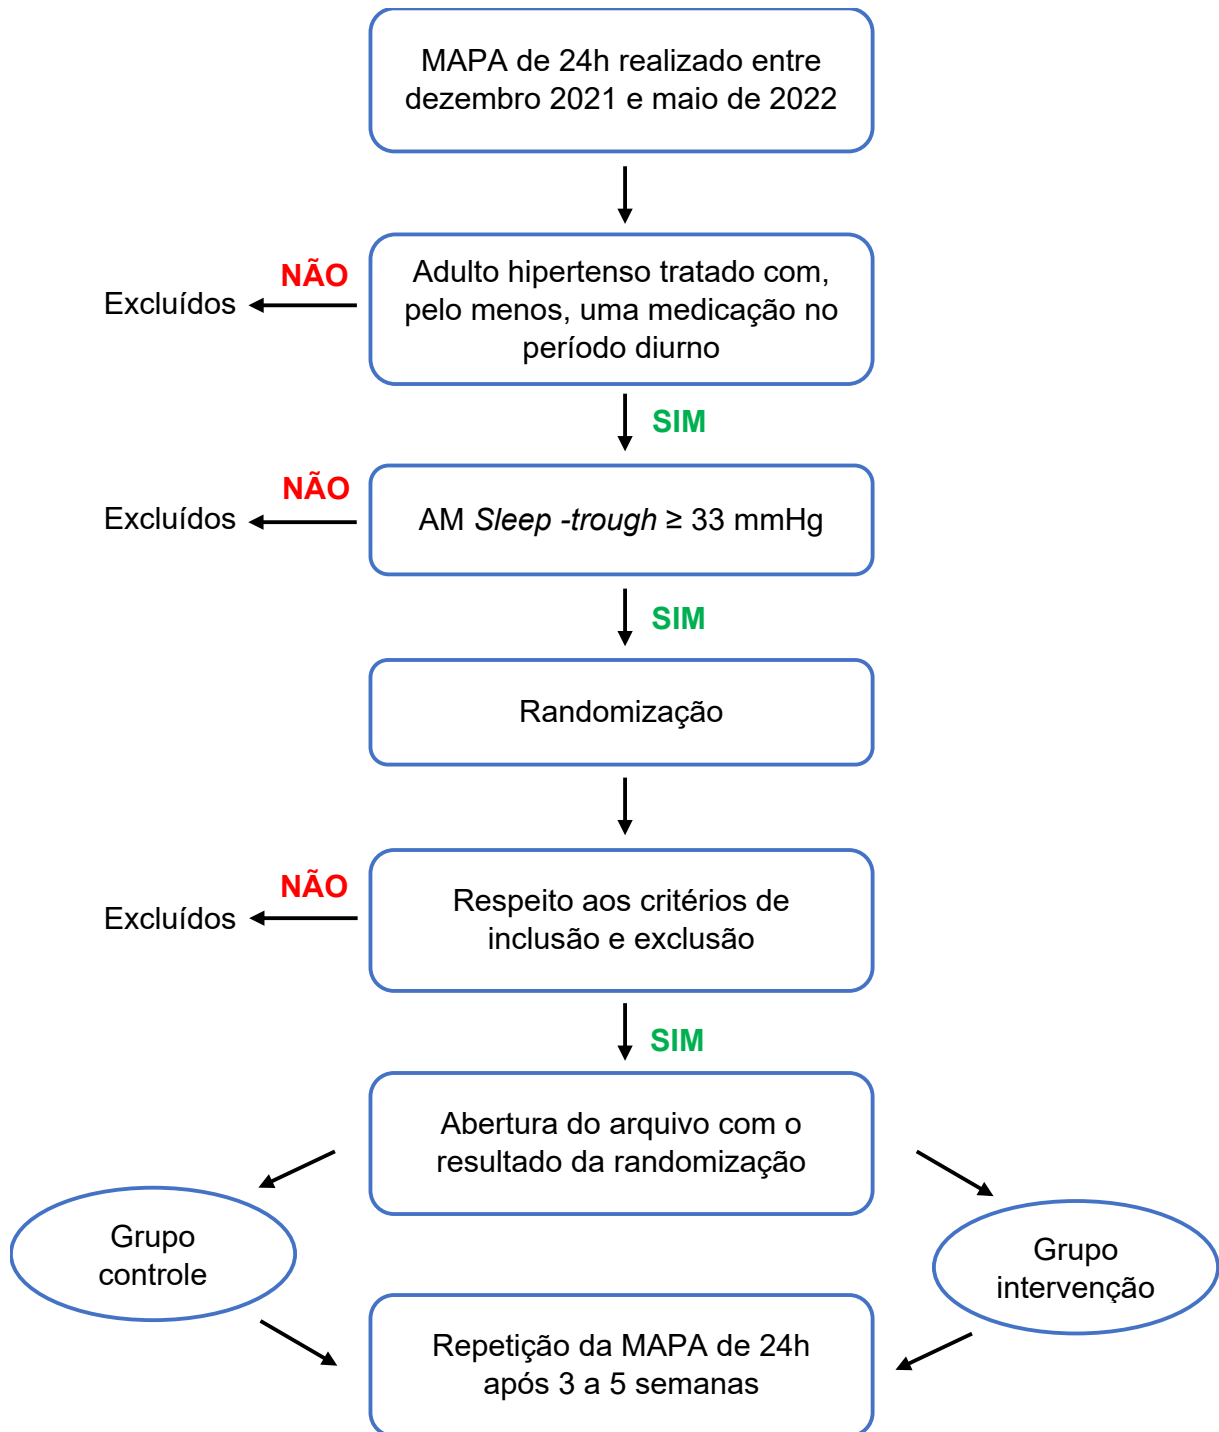 MAPA de 24h realizado entre
dezembro 2021 e maio de 2022
NÃO
Excluídos
Adulto hipertenso tratado com,
pelo menos, uma medicação no
período diurno
SIM
NÃO
Excluídos
AM Sleep -trough ≥ 33 mmHg
SIM
Randomização
NÃO
Excluídos
Respeito aos critérios de
inclusão e exclusão
SIM
Abertura do arquivo com o
resultado da randomização
Grupo
controle
Grupo
intervenção
Repetição da MAPA de 24h
após 3 a 5 semanas